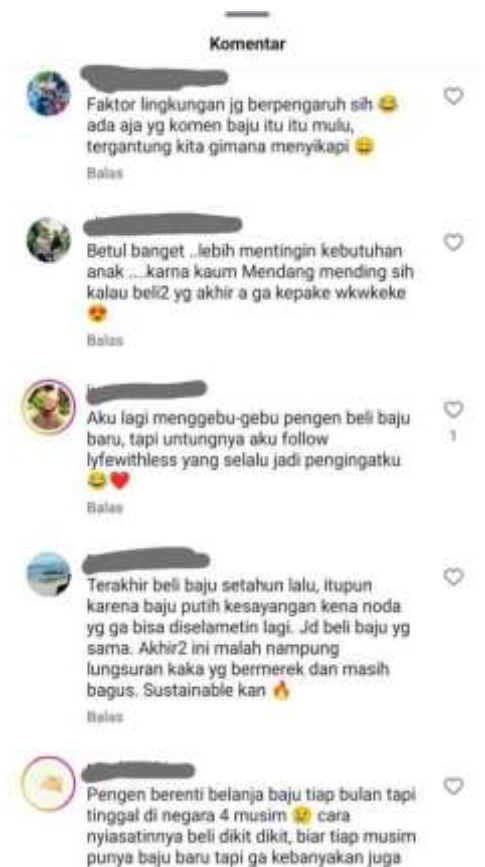 Komentar
Faktor lingkungan jg berpengaruh sih 😂
ada aja yg komen baju itu itu mulu,
tergantung kita gimana menyikapi 😄
Balas
Betul banget ..lebih mentingin kebutuhan
anak ....karna kaum Mendang mending sih
kalau beli2 yg akhir a ga kepake wkwkeke
😍
Balas
Aku lagi menggebu-gebu pengen beli baju
baru, tapi untungnya aku follow
lyfewithless yang selalu jadi pengingatku
😂❤️
1
Balas
Terakhir beli baju setahun lalu, itupun
karena baju putih kesayangan kena noda
yg ga bisa diselametin lagi. Jd beli baju yg
sama. Akhir2 ini malah nampung
lungsuran kaka yg bermerek dan masih
bagus. Sustainable kan 🔥
Balas
Pengen berenti belanja baju tiap bulan tapi
tinggal di negara 4 musim 😥 cara
nyiasatinnya beli dikit dikit, biar tiap musim
punya baju baru tapi ga kebanyakan juga